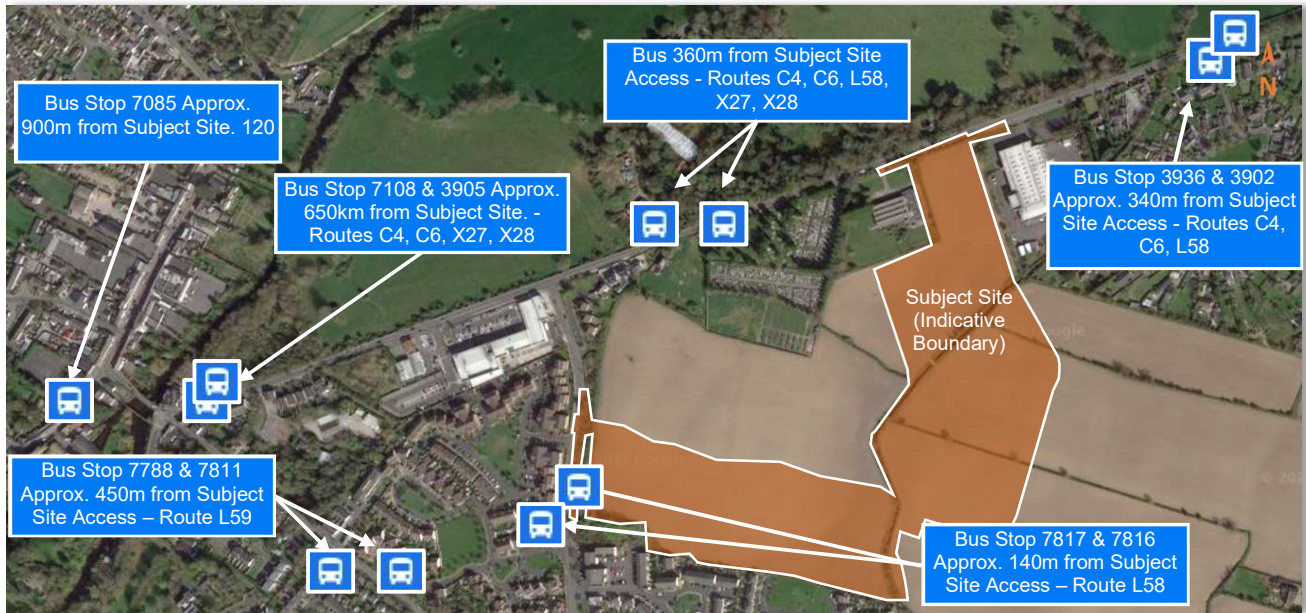 Bus Stop 7085 Approx.
900m from Subject Site. 120
Bus 360m from Subject Site
Access - Routes C4, C6, L58,
X27, X28
N
Bus Stop 7108 & 3905 Approx.
650km from Subject Site. -
Routes C4, C6, X27, X28
Bus Stop 3936 & 3902
Approx. 340m from Subject
Site Access - Routes C4,
C6, L58
Subject Site
(Indicative
Boundary)
Bus Stop 7788 & 7811
Approx. 450m from Subject
Site Access – Route L59
Bus Stop 7817 & 7816
Approx. 140m from Subject
Site Access – Route L58